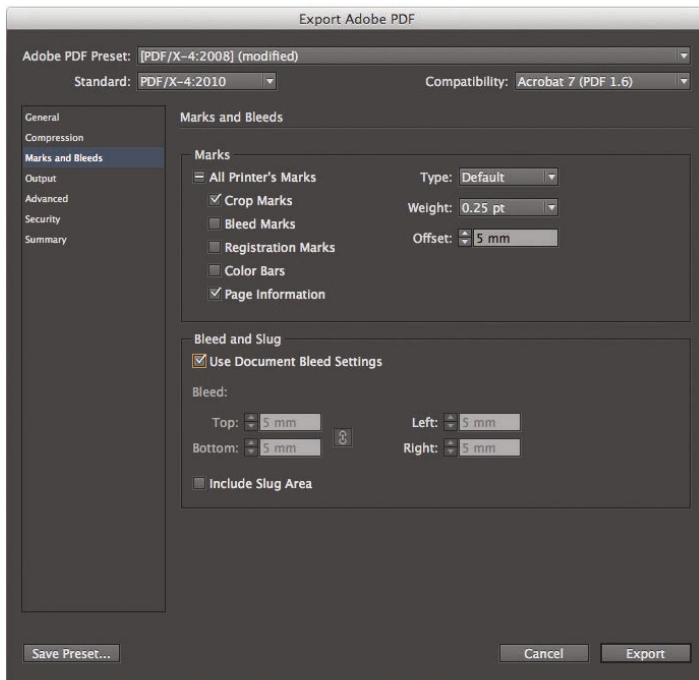 Export Adobe PDF
Adobe PDF Preset: [PDF/X-4:2008] (modified)
Standard: PDF/X-4:2010 Compatibility: Acrobat 7 (PDF 1.6)
General
Compression
Marks and Bleeds
Output
Advanced
Security
Summary
Marks and Bleeds
Marks
All Printer's Marks
Crop Marks
Bleed Marks
Registration Marks
Color Bars
Page Information
Type: Default
Weight: 0.25 pt
Offset: 5 mm
Bleed and Slug
Use Document Bleed Settings
Bleed:
Top: 5 mm Left: 5 mm
Bottom: 5 mm Right: 5 mm
Include Slug Area
Save Preset... Cancel Export